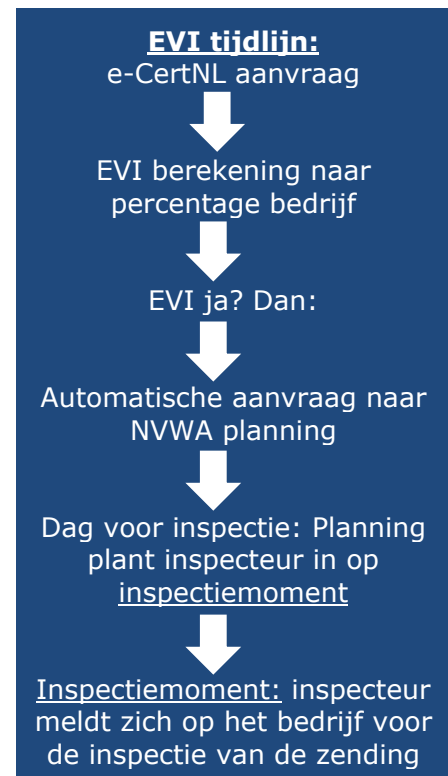 EVI tijdlijn:
e-CertNL aanvraag
EVI berekening naar
percentage bedrijf
EVI ja? Dan:
Automatische aanvraag naar
NVWA planning
Dag voor inspectie: Planning
plant inspecteur in op
inspectiemoment
Inspectiemoment: inspecteur
meldt zich op het bedrijf voor
de inspectie van de zending